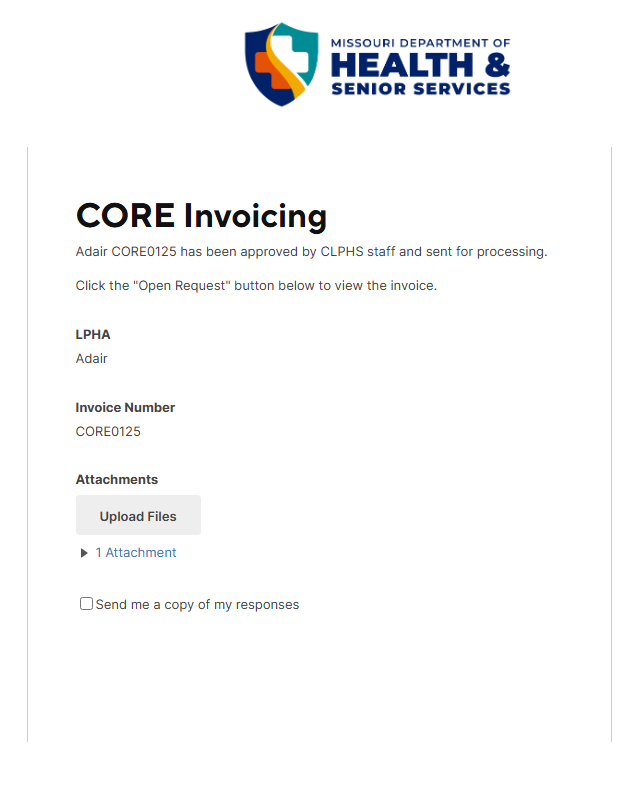 MISSOURI DEPARTMENT OF
HEALTH &
SENIOR SERVICES
CORE Invoicing
Adair CORE0125 has been approved by CLPHS staff and sent for processing.
Click the "Open Request" button below to view the invoice.
LPHA
Adair
Invoice Number
CORE0125
Attachments
Upload Files
1 Attachment
Send me a copy of my responses